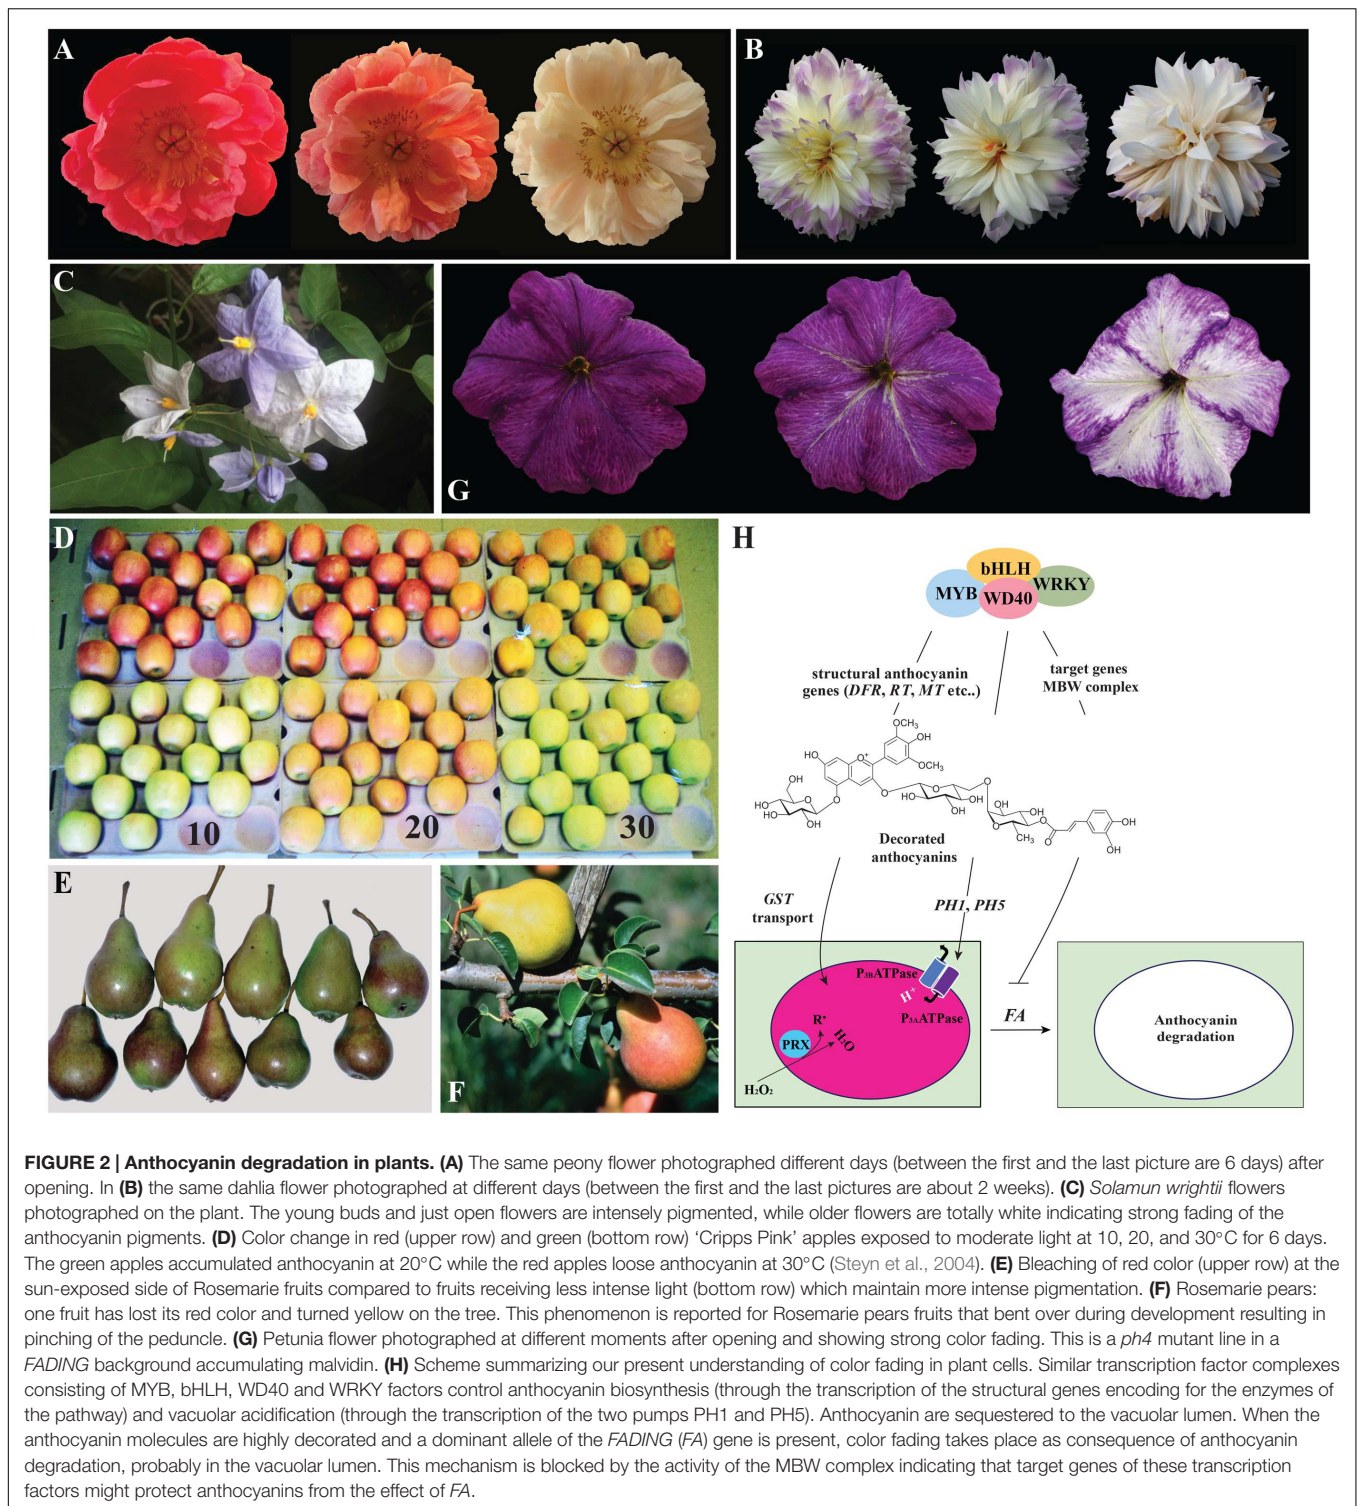 A
B
C
G
D
10
20
30
E
F
H
bHLH
MYB
WD40
WRKY
structural anthocyanin
genes (DFR, RT, MT etc..)
target genes
MBW complex
OCH₃
OH
HO
O⁺
OCH₃
OH
O
O
O
HO
HO
OH
OH
O
HO
OH
OH
O
O
OH
OH
CH₃
O
O
OH
OH
Decorated
anthocyanins
GST
transport
PH1, PH5
P3BATPase
H⁺
P3AATPase
R•
PRX
H₂O
H₂O₂
FA
Anthocyanin
degradation
FIGURE 2 | Anthocyanin degradation in plants. (A) The same peony flower photographed different days (between the first and the last picture are 6 days) after
opening. In (B) the same dahlia flower photographed at different days (between the first and the last pictures are about 2 weeks). (C) Solamun wrightii flowers
photographed on the plant. The young buds and just open flowers are intensely pigmented, while older flowers are totally white indicating strong fading of the
anthocyanin pigments. (D) Color change in red (upper row) and green (bottom row) ‘Cripps Pink’ apples exposed to moderate light at 10, 20, and 30°C for 6 days.
The green apples accumulated anthocyanin at 20°C while the red apples loose anthocyanin at 30°C (Steyn et al., 2004). (E) Bleaching of red color (upper row) at the
sun-exposed side of Rosemarie fruits compared to fruits receiving less intense light (bottom row) which maintain more intense pigmentation. (F) Rosemarie pears:
one fruit has lost its red color and turned yellow on the tree. This phenomenon is reported for Rosemarie pears fruits that bent over during development resulting in
pinching of the peduncle. (G) Petunia flower photographed at different moments after opening and showing strong color fading. This is a ph4 mutant line in a
FADING background accumulating malvidin. (H) Scheme summarizing our present understanding of color fading in plant cells. Similar transcription factor complexes
consisting of MYB, bHLH, WD40 and WRKY factors control anthocyanin biosynthesis (through the transcription of the structural genes encoding for the enzymes of
the pathway) and vacuolar acidification (through the transcription of the two pumps PH1 and PH5). Anthocyanin are sequestered to the vacuolar lumen. When the
anthocyanin molecules are highly decorated and a dominant allele of the FADING (FA) gene is present, color fading takes place as consequence of anthocyanin
degradation, probably in the vacuolar lumen. This mechanism is blocked by the activity of the MBW complex indicating that target genes of these transcription
factors might protect anthocyanins from the effect of FA.